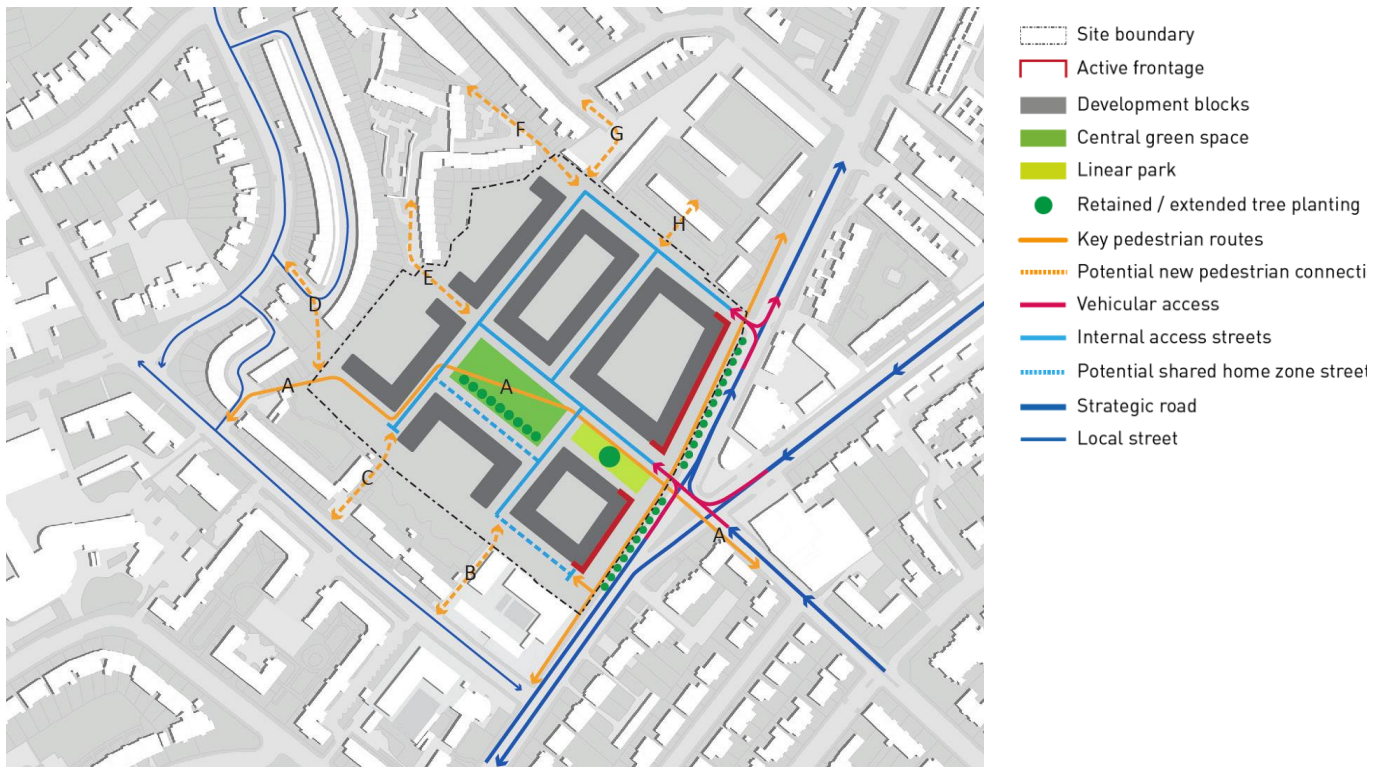 Site boundary
Active frontage
Development blocks
Central green space
Linear park
Retained / extended tree planting
Key pedestrian routes
Potential new pedestrian connecti
Vehicular access
Internal access streets
Potential shared home zone street
Strategic road
Local street
F
G
H
E
D
A
A
C
B
A